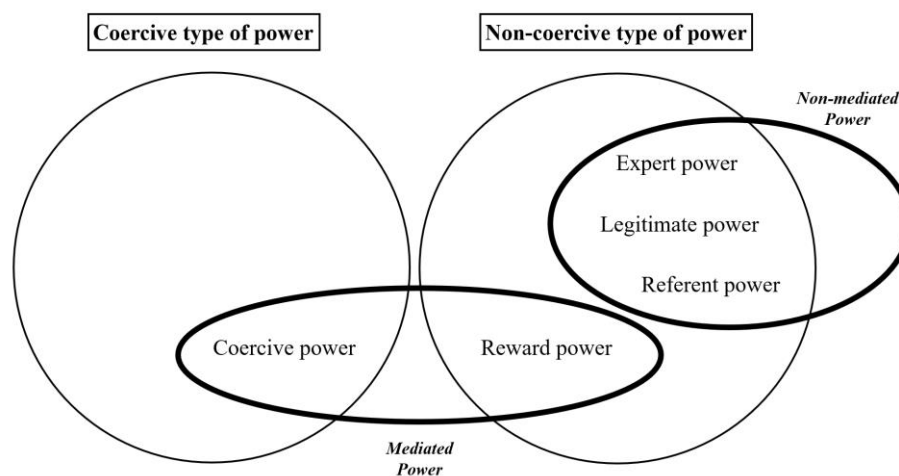 Coercive type of power
Non-coercive type of power
Non-mediated
Power
Expert power
Legitimate power
Referent power
Coercive power
Reward power
Mediated
Power